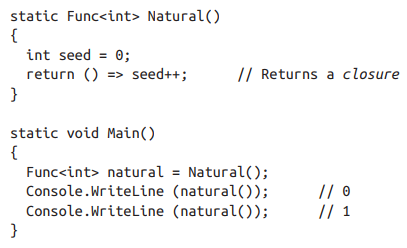 static Func<int> Natural()
{
  int seed = 0;
  return () => seed++;      // Returns a closure
}

static void Main()
{
  Func<int> natural = Natural();
  Console.WriteLine (natural());      // 0
  Console.WriteLine (natural());      // 1
}